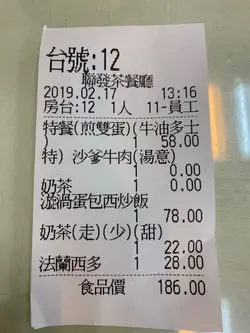 台號:12
聯發茶餐廳
2019.02.17 13:16
房台:12 1人 11-員工
特餐(煎雙蛋)(牛油多士
) 1 58.00
特) 沙爹牛肉(湯意)
1 0.00
奶茶 1 0.00
漩渦蛋包西炒飯
1 78.00
奶茶(走)(少)(甜)
1 22.00
法蘭西多 1 28.00
食品價 186.00